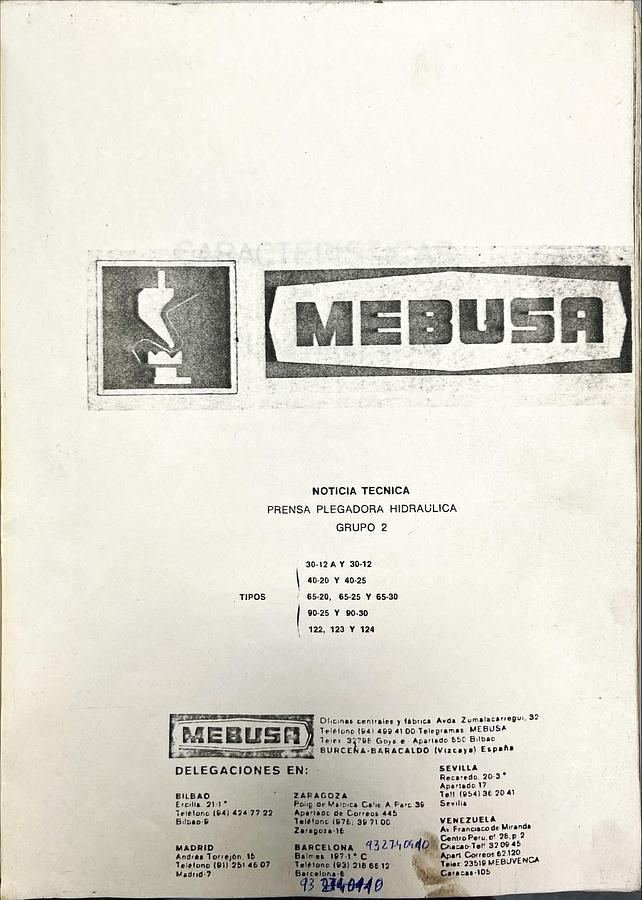 MEBUSA
NOTICIA TECNICA
PRENSA PLEGADORA HIDRAULICA
GRUPO 2
TIPOS
30-12 A Y 30-12
40-20 Y 40-25
65-20, 65-25 Y 65-30
90-25 Y 90-30
122, 123 Y 124
MEBUSA
Oficinas centrales y fábrica Avda Zumalacarregui, 32
Teléfono (94) 499 41 00 Telegramas MEBUSA
Telex Goya e Apartado 550 Bilbao
BURCEÑA-BARACALDO (Vizcaya) España
DELEGACIONES EN:
BILBAO
Ercilla, 21-1.°
Teléfono (94) 424 77 22
Bilbao-9
MADRID
Andrés Torrejón, 15
Teléfono (91) 251 46 07
Madrid-7
ZARAGOZA
Polig de Malpica Calle A Parc 39
Apartado de Correos 445
Teléfono (976) 39 71 00
Zaragoza-16
BARCELONA
Balmes 197-1.° C
Teléfono (93) 218 66 12
Barcelona-6
932740940
93
SEVILLA
Recaredo, 20-3.°
Apartado 17
Telf (954) 36 20 41
Sevilla
VENEZUELA
Av. Francisco de Miranda
Centro Peru, of 26, p 2
Chacao-Telf 32 09 45
Apart Correos 62 120
Telex 23519 MEBUVENCA
Caracas-105